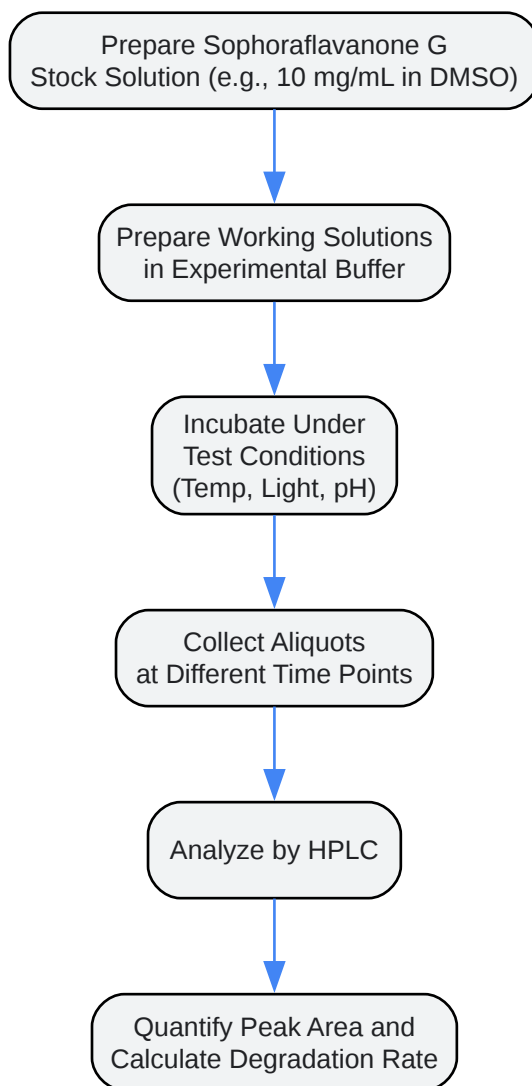 Prepare Sophoraflavanone G
Stock Solution (e.g., 10 mg/mL in DMSO)
Prepare Working Solutions
in Experimental Buffer
Incubate Under
Test Conditions
(Temp, Light, pH)
Collect Aliquots
at Different Time Points
Analyze by HPLC
Quantify Peak Area and
Calculate Degradation Rate